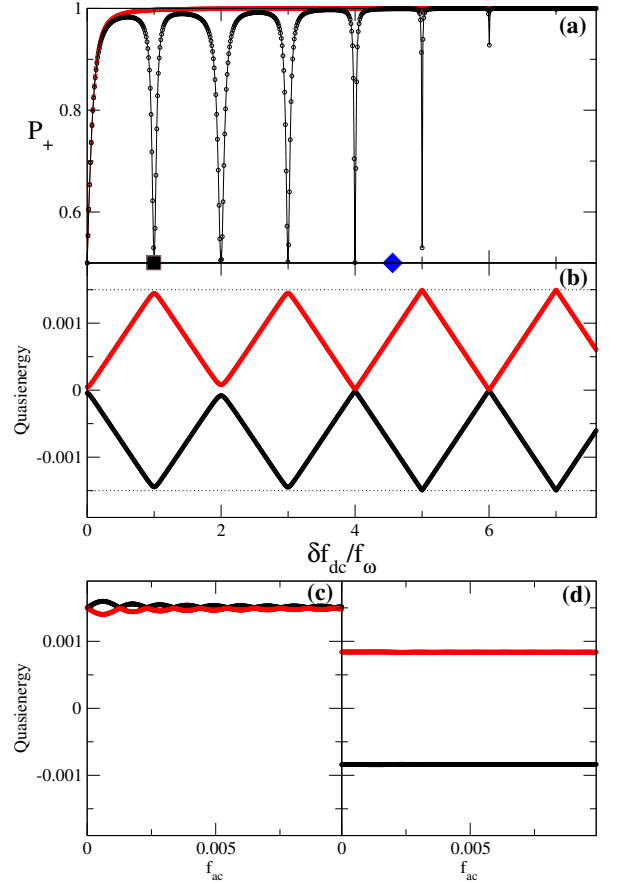 1
(a)
0.8
P+
0.6
(b)
0.001
0
-0.001
Quasienergy
0 2 4 6
δfdc/fω
(c) (d)
0.001
0
-0.001
Quasienergy
0 0.005 0 0.005
fac fac